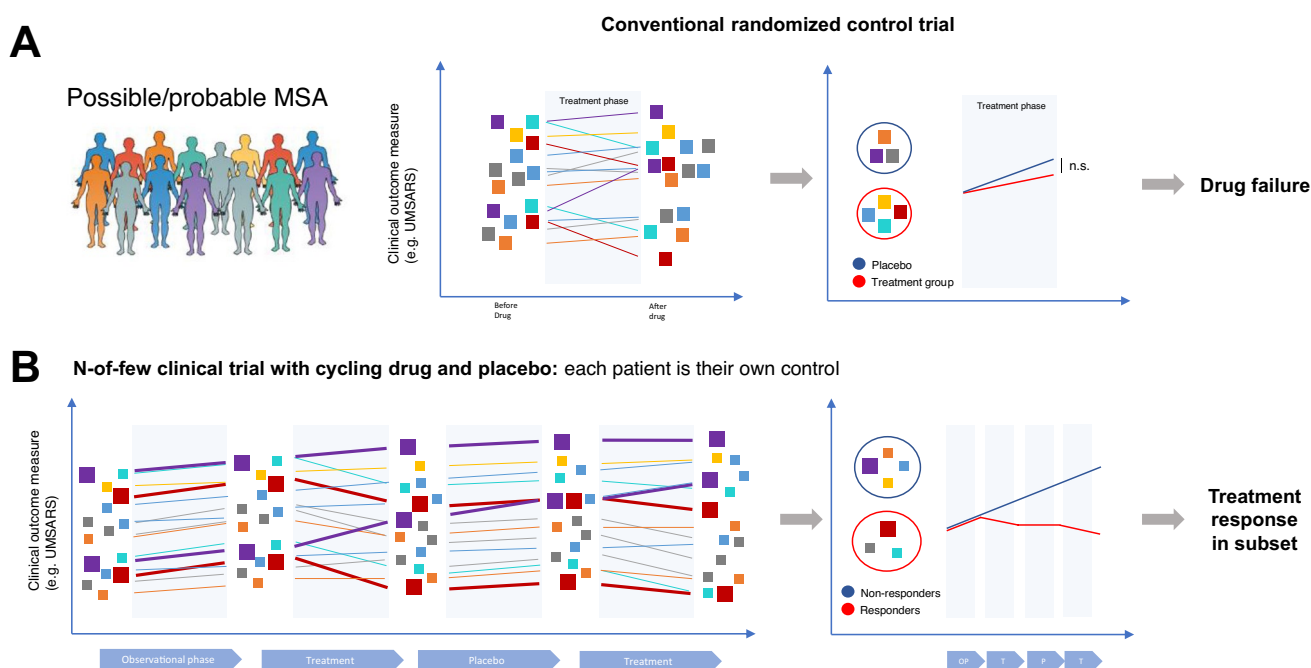 A
Conventional randomized control trial
Possible/probable MSA
Clinical outcome measure
(e.g. UMSARS)
Treatment phase
Before
Drug
After
drug
Treatment phase
n.s.
Placebo
Treatment group
Drug failure
B
N-of-few clinical trial with cycling drug and placebo: each patient is their own control
Clinical outcome measure
(e.g. UMSARS)
Observational phase
Treatment
Placebo
Treatment
Non-responders
Responders
OP
T
P
T
Treatment
response
in subset